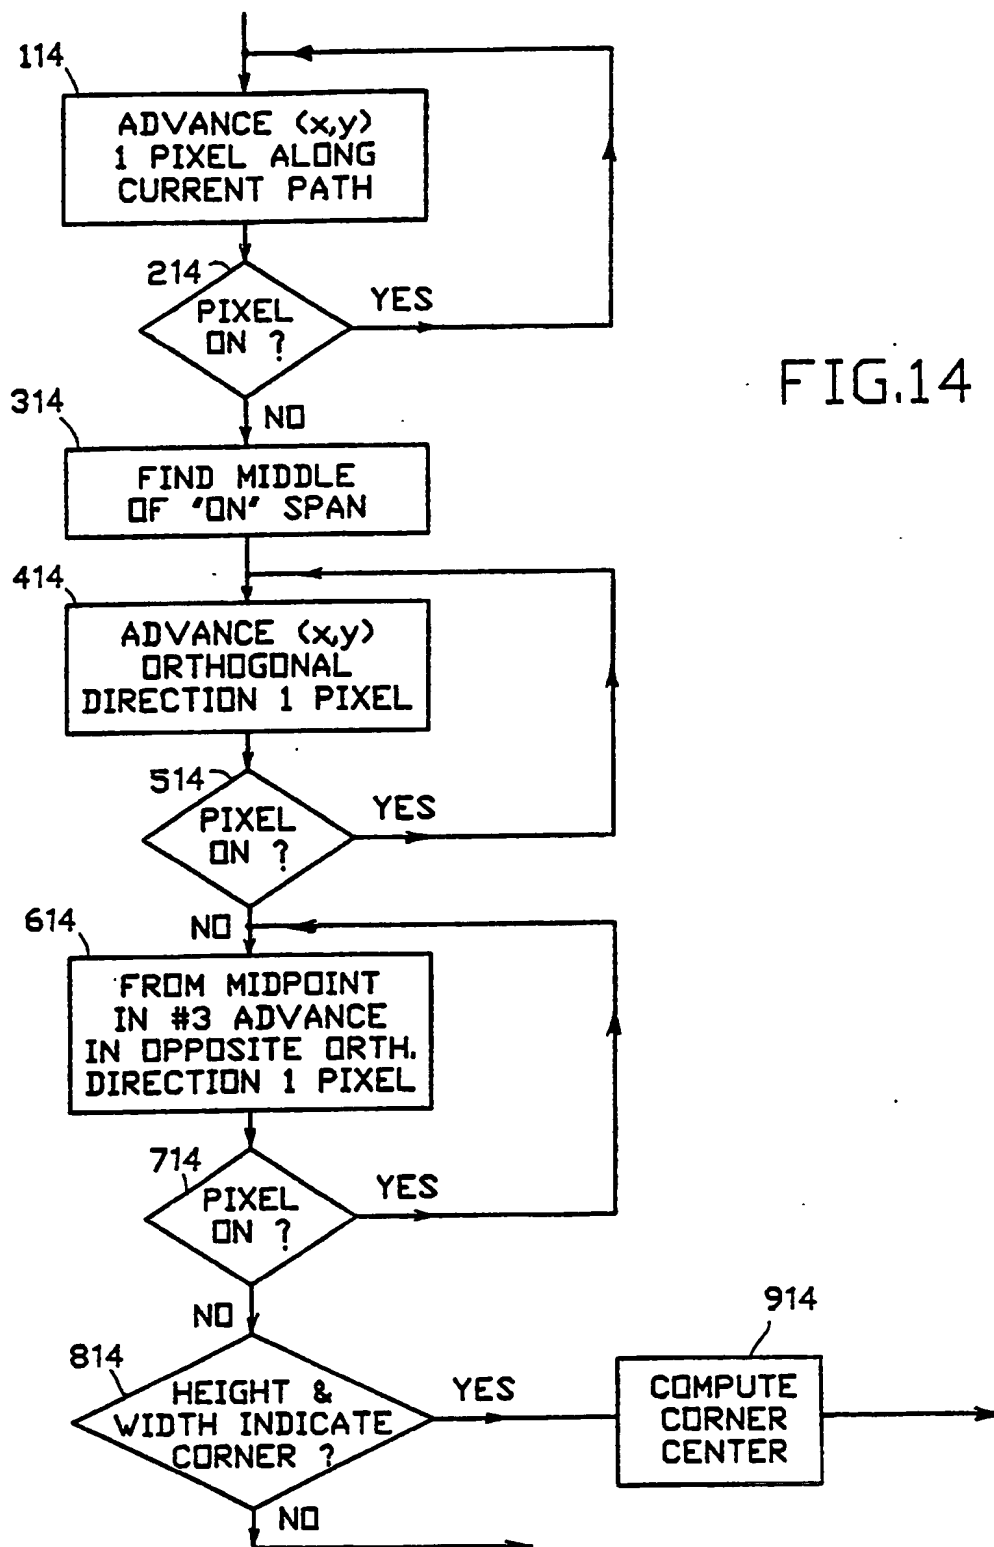 114
ADVANCE (x,y)
1 PIXEL ALONG
CURRENT PATH
214
PIXEL
ON ?
YES
FIG.14
NO
314
FIND MIDDLE
OF "ON" SPAN
414
ADVANCE (x,y)
ORTHOGONAL
DIRECTION 1 PIXEL
514
PIXEL
ON ?
YES
NO
614
FROM MIDPOINT
IN #3 ADVANCE
IN OPPOSITE ORTH.
DIRECTION 1 PIXEL
714
PIXEL
ON ?
YES
NO
814
HEIGHT &
WIDTH INDICATE
CORNER ?
YES
914
COMPUTE
CORNER
CENTER
NO